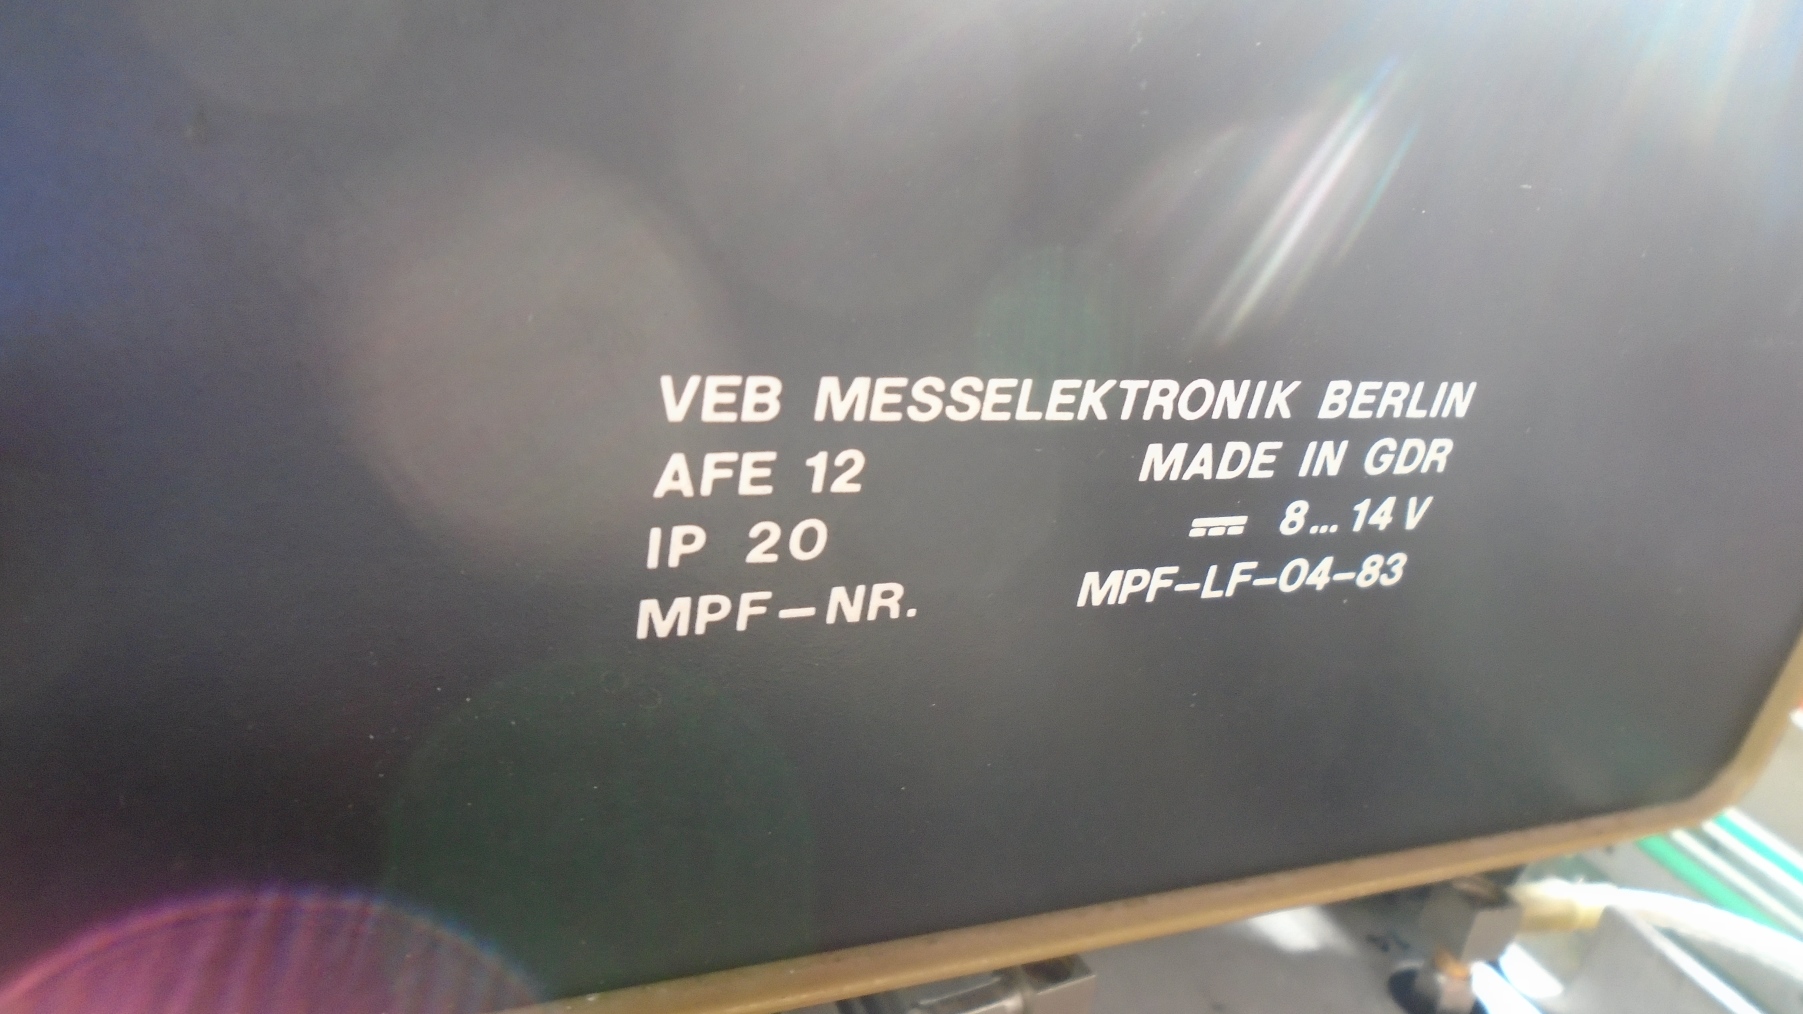 VEB MESSELEKTRONIK BERLIN
AFE 12 MADE IN GDR
IP 20 ⎓ 8...14 V
MPF-NR. MPF-LF-04-83